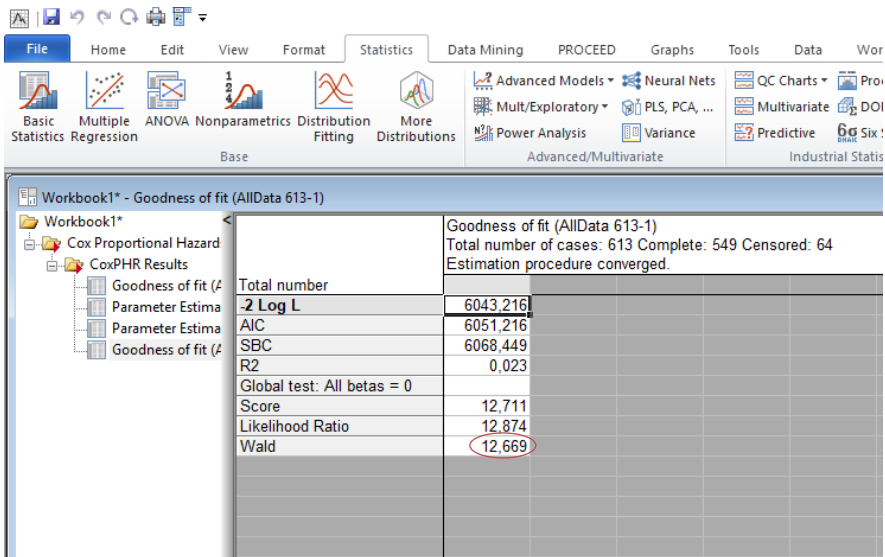 File Home Edit View Format Statistics Data Mining PROCEED Graphs Tools Data
Basic Statistics
Multiple Regression
ANOVA
Nonparametrics
Distribution Fitting
More Distributions
Base
Advanced Models
Neural Nets
Mult/Exploratory
PLS, PCA, ...
Power Analysis
Variance
Advanced/Multivariate
QC Charts
Multivariate
Predictive
Industrial
Workbook1* - Goodness of fit (AllData 613-1)
Workbook1*
Cox Proportional Hazard
CoxPHR Results
Goodness of fit (A
Parameter Estima
Parameter Estima
Goodness of fit (A
Goodness of fit (AllData 613-1)
Total number of cases: 613 Complete: 549 Censored: 64
Estimation procedure converged.
Total number
-2 Log L 6043,216
AIC 6051,216
SBC 6068,449
R2 0,023
Global test: All betas = 0
Score 12,711
Likelihood Ratio 12,874
Wald 12,669